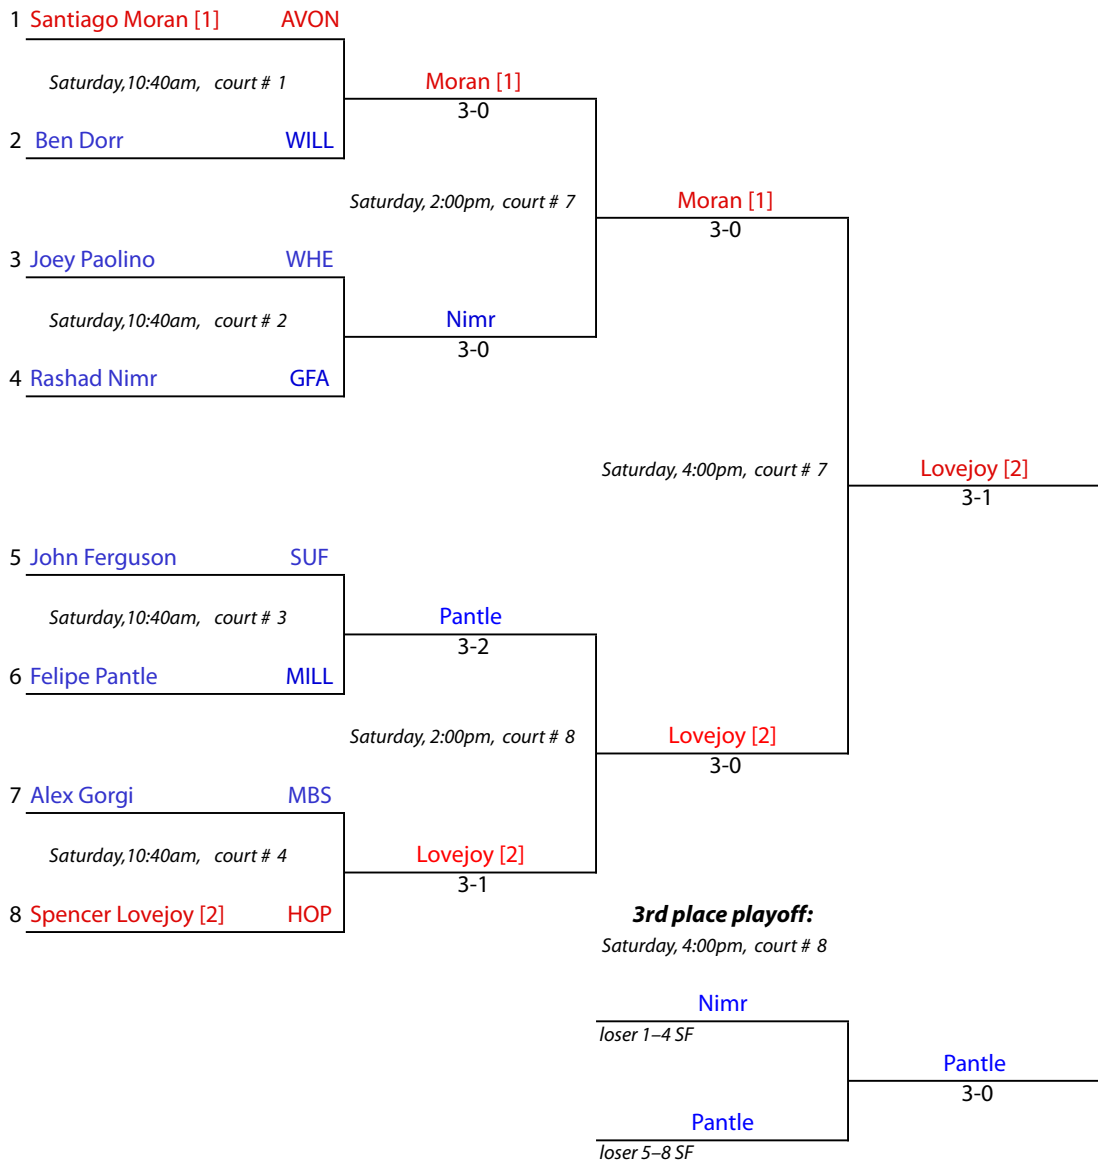 1 Santiago Moran [1] AVON
Saturday,10:40am, court # 1
Moran [1]
3-0
2 Ben Dorr WILL
Saturday, 2:00pm, court # 7
Moran [1]
3-0
3 Joey Paolino WHE
Saturday,10:40am, court # 2
Nimr
3-0
4 Rashad Nimr GFA
Saturday, 4:00pm, court # 7
Lovejoy [2]
3-1
5 John Ferguson SUF
Saturday,10:40am, court # 3
Pantle
3-2
6 Felipe Pantle MILL
Saturday, 2:00pm, court # 8
Lovejoy [2]
3-0
7 Alex Gorgi MBS
Saturday,10:40am, court # 4
Lovejoy [2]
3-1
8 Spencer Lovejoy [2] HOP
3rd place playoff:
Saturday, 4:00pm, court # 8
Nimr
loser 1–4 SF
Pantle
3-0
Pantle
loser 5–8 SF